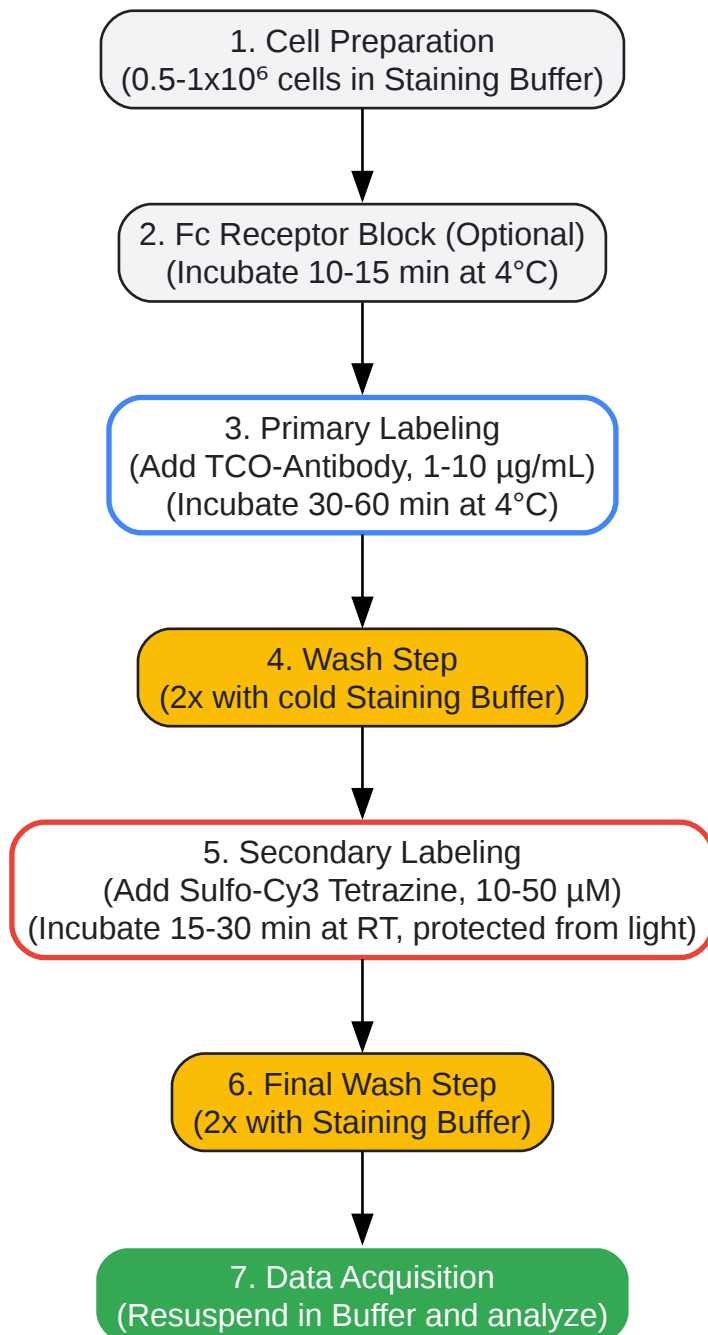 1. Cell Preparation
(0.5-1x10⁶ cells in Staining Buffer)
2. Fc Receptor Block (Optional)
(Incubate 10-15 min at 4°C)
3. Primary Labeling
(Add TCO-Antibody, 1-10 µg/mL)
(Incubate 30-60 min at 4°C)
4. Wash Step
(2x with cold Staining Buffer)
5. Secondary Labeling
(Add Sulfo-Cy3 Tetrazine, 10-50 µM)
(Incubate 15-30 min at RT, protected from light)
6. Final Wash Step
(2x with Staining Buffer)
7. Data Acquisition
(Resuspend in Buffer and analyze)